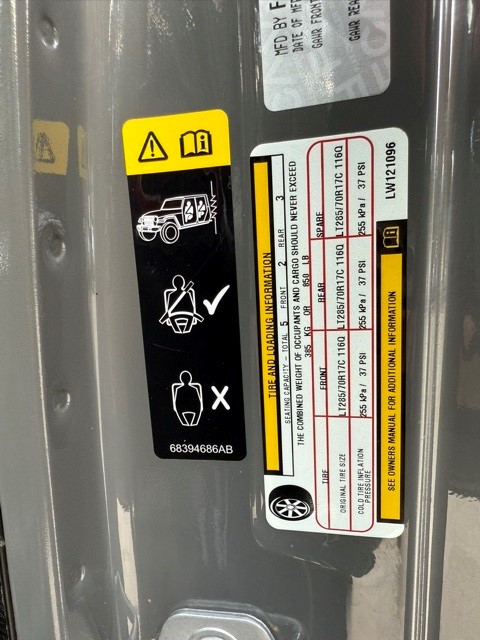 MFD BY F
DATE OF MF
GAWR FRONT
GAWR REA
68394686AB
TIRE AND LOADING INFORMATION
SEATING CAPACITY - TOTAL 5 FRONT 2 REAR 3
THE COMBINED WEIGHT OF OCCUPANTS AND CARGO SHOULD NEVER EXCEED
385 KG OR 850 LB
TIRE FRONT REAR SPARE
ORIGINAL TIRE SIZE LT285/70R17C 116Q LT285/70R17C 116Q LT285/70R17C 116Q
COLD TIRE INFLATION PRESSURE 255 kPa / 37 PSI 255 kPa / 37 PSI 255 kPa / 37 PSI
SEE OWNERS MANUAL FOR ADDITIONAL INFORMATION
LW121096